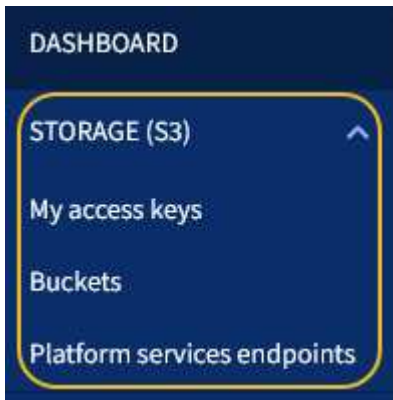 DASHBOARD
STORAGE (S3)
My access keys
Buckets
Platform services endpoints